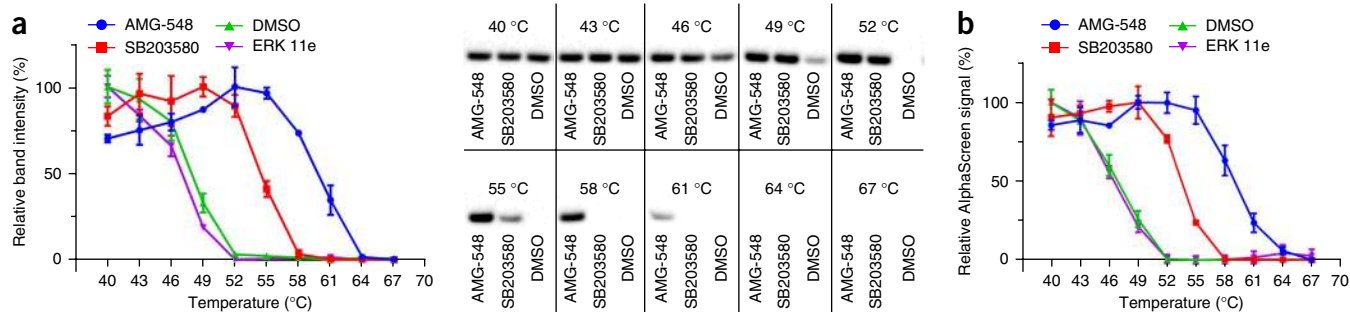 a
AMG-548
SB203580
DMSO
ERK 11e
Relative band intensity (%)
100
50
0
40 43 46 49 52 55 58 61 64 67 70
Temperature (°C)
40 °C 43 °C 46 °C 49 °C 52 °C
AMG-548 SB203580 DMSO AMG-548 SB203580 DMSO AMG-548 SB203580 DMSO AMG-548 SB203580 DMSO AMG-548 SB203580 DMSO
55 °C 58 °C 61 °C 64 °C 67 °C
AMG-548 SB203580 DMSO AMG-548 SB203580 DMSO AMG-548 SB203580 DMSO AMG-548 SB203580 DMSO AMG-548 SB203580 DMSO
b
AMG-548
SB203580
DMSO
ERK 11e
Relative AlphaScreen signal (%)
100
50
0
40 43 46 49 52 55 58 61 64 67 70
Temperature (°C)